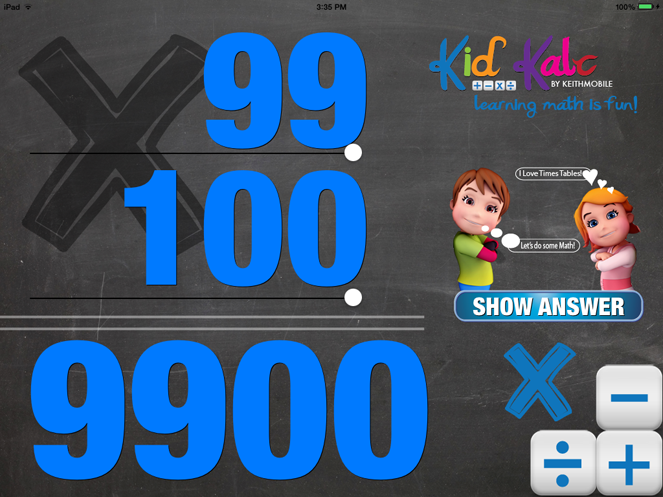 iPad
3:35 PM
100%
99
100
9900
Kid Kalc
BY KEITHMOBILE
learning math is fun!
I Love Times Tables!
Let's do some Math!
SHOW ANSWER